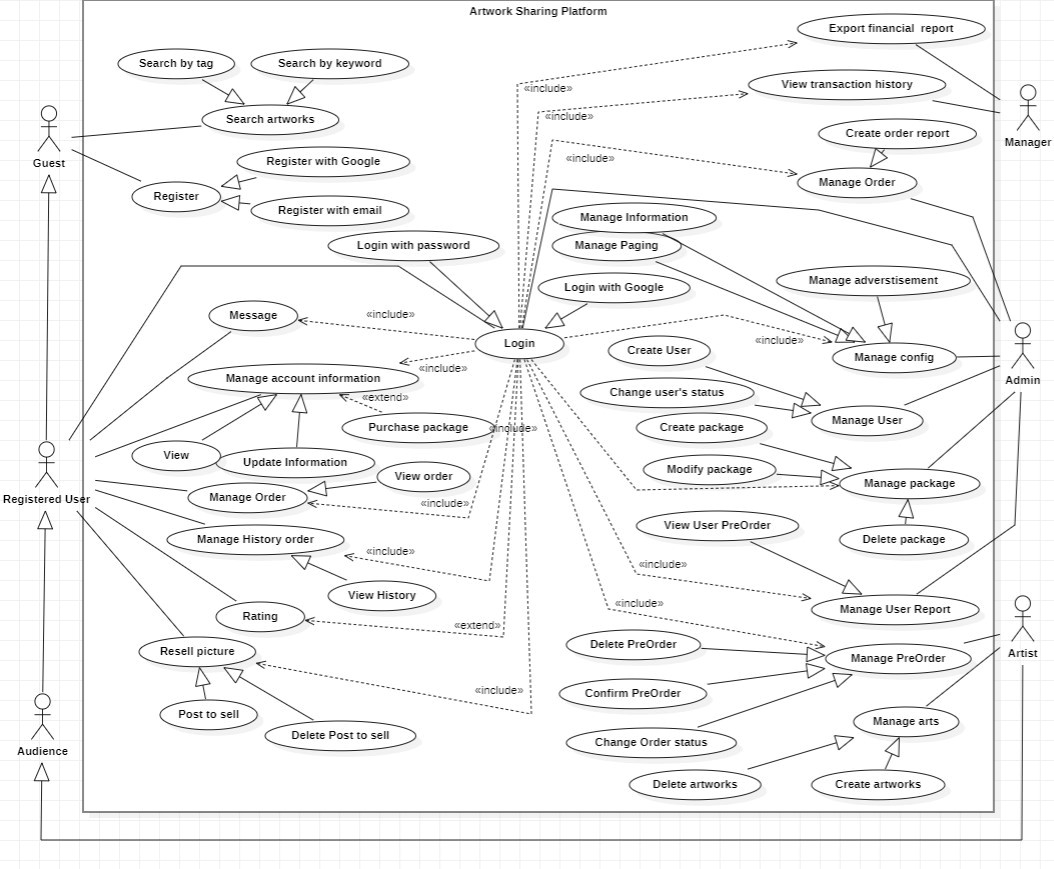 Artwork Sharing Platform
Export financial  report
Search by tag
Search by keyword
View transaction history
«include»
«include»
Search artworks
Create order report
Manager
Guest
Register with Google
«include»
Manage Order
Register
Register with email
Manage Information
Login with password
Manage Paging
Login with Google
Manage adverstisement
Message
«include»
Login
«include»
Create User
Manage config
«include»
Manage account information
Admin
«extend»
Change user's status
Purchase package
«include»
Create package
Manage User
View
Update Information
View order
Modify package
Manage package
Registered User
Manage Order
«include»
View User PreOrder
Manage History order
«include»
Delete package
«include»
View History
«include»
Manage User Report
Rating
«extend»
Delete PreOrder
Resell picture
Manage PreOrder
Artist
«include»
Confirm PreOrder
Post to sell
Manage arts
Delete Post to sell
Change Order status
Audience
Delete artworks
Create artworks